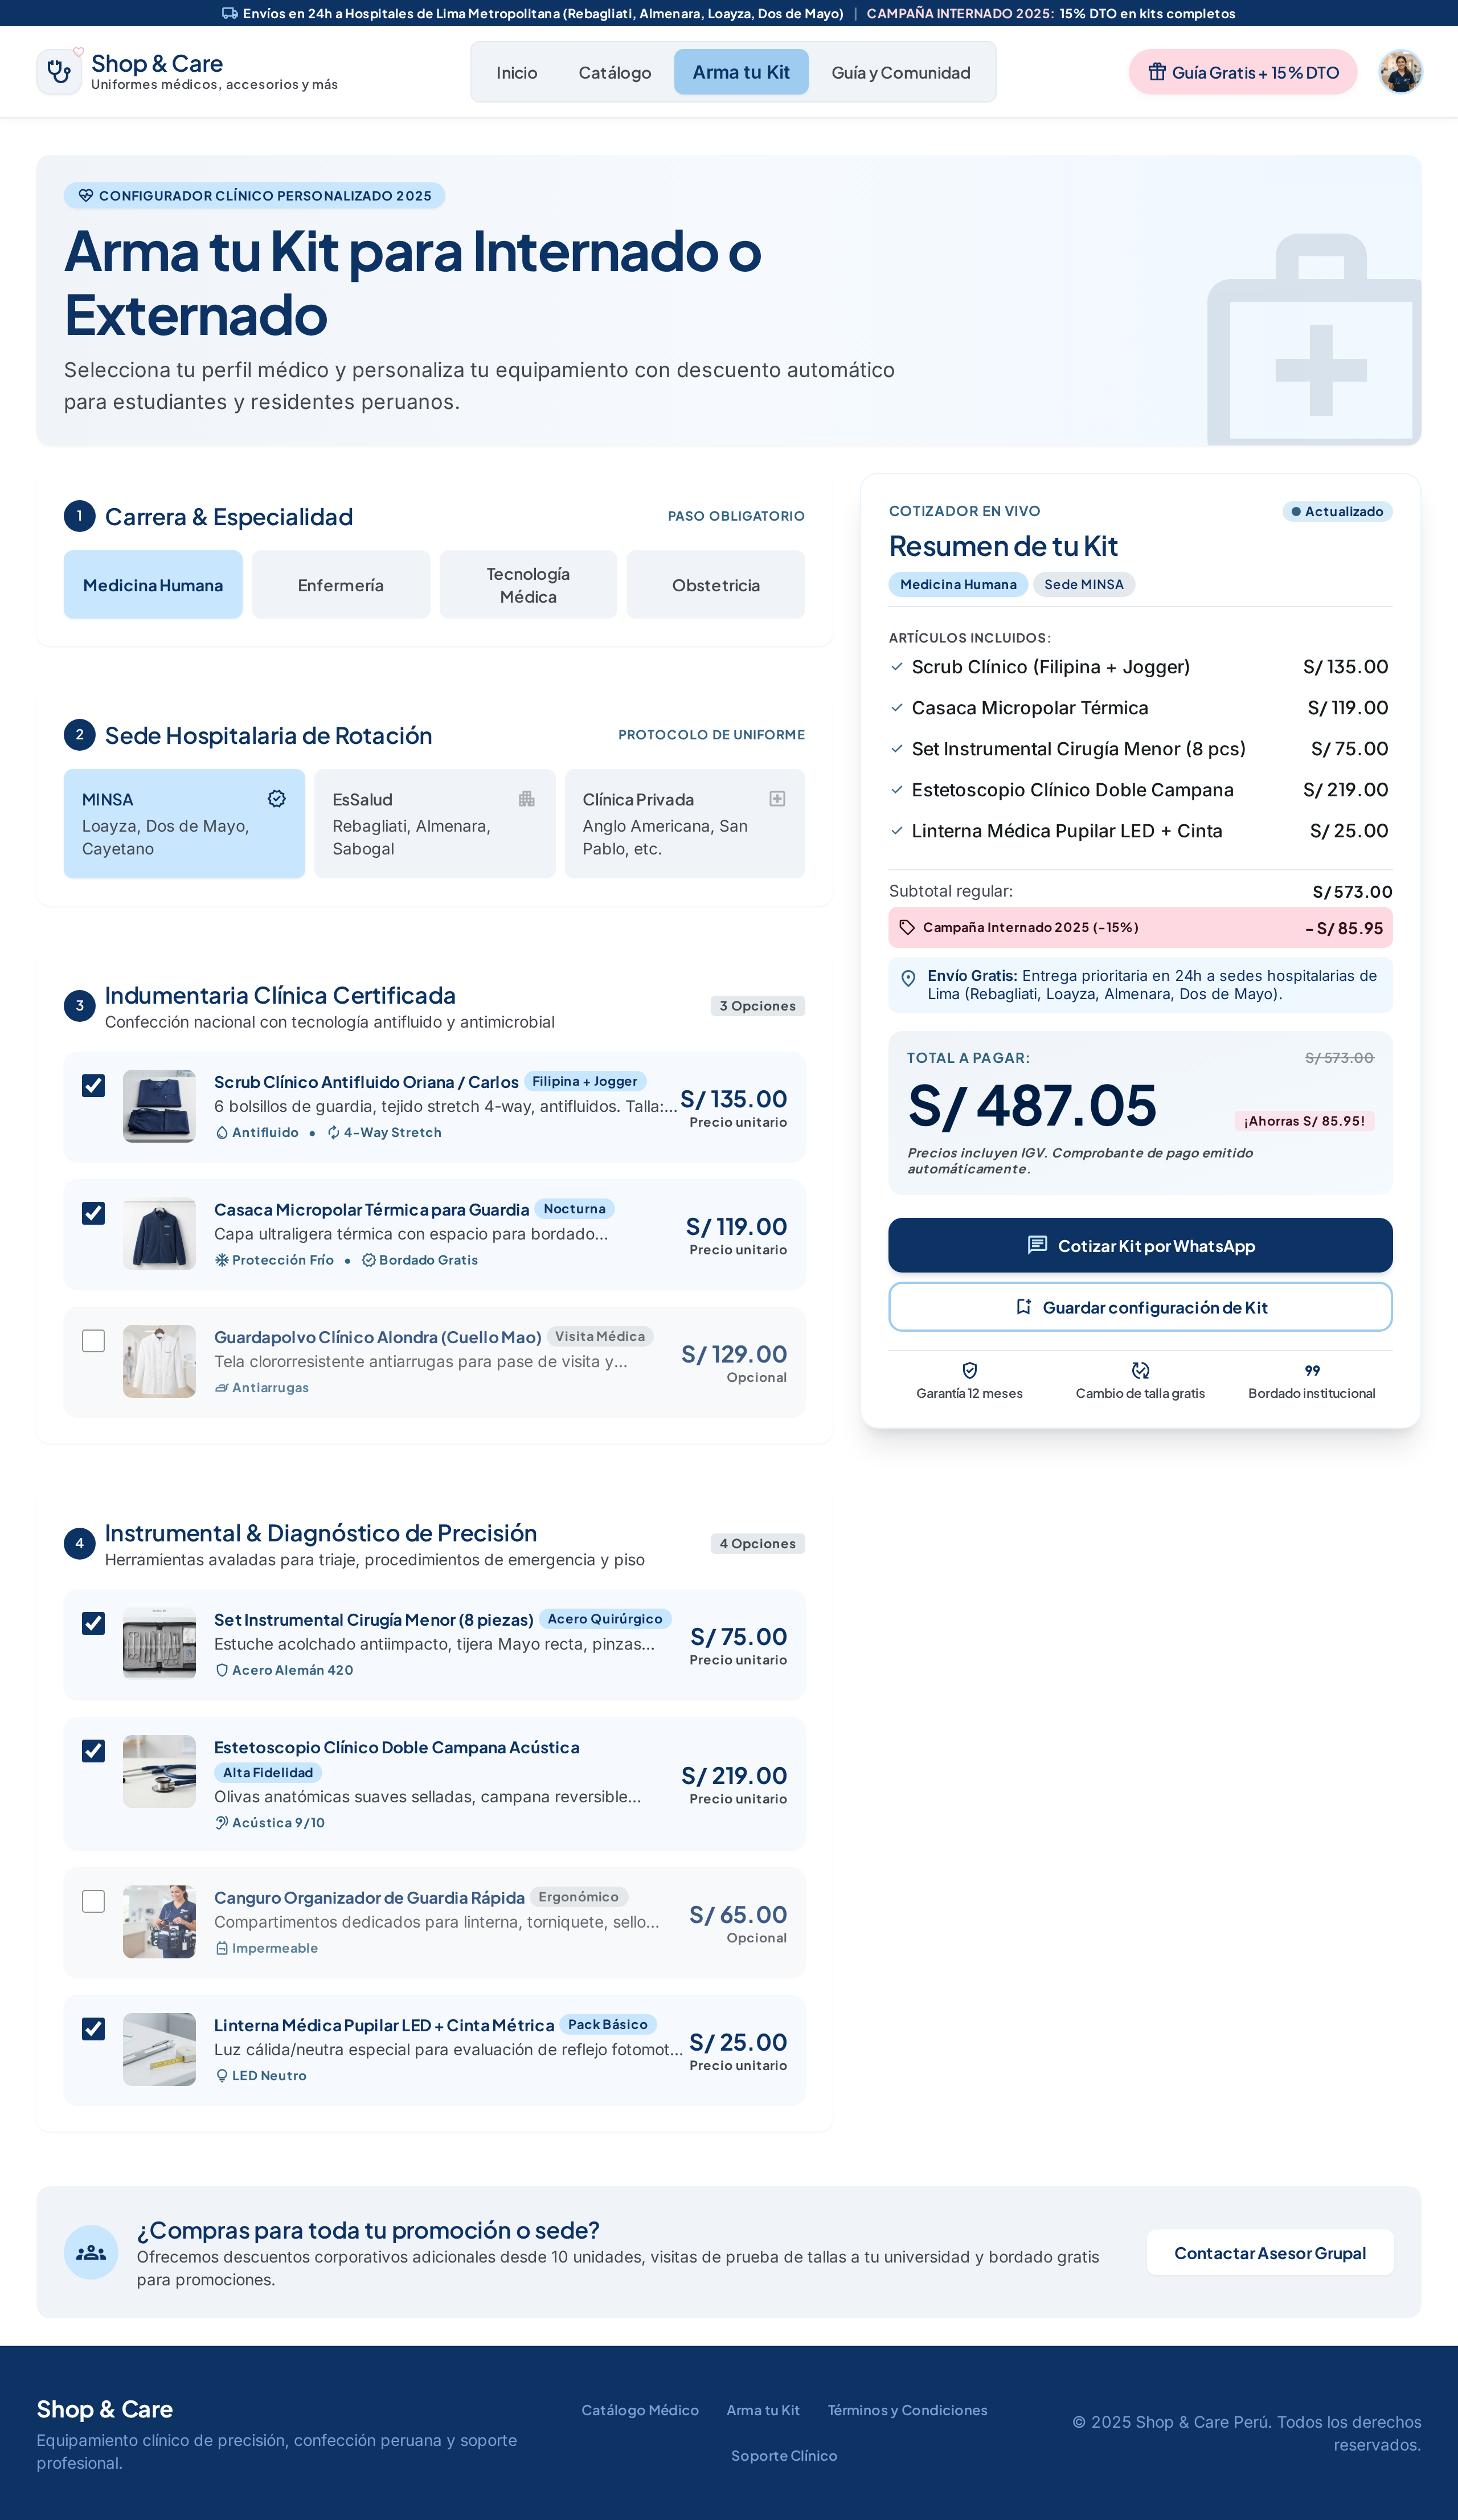 Envíos en 24h a Hospitales de Lima Metropolitana (Rebagliati, Almenara, Loayza, Dos de Mayo) | CAMPAÑA INTERNADO 2025: 15% DTO en kits completos
Shop & Care
Uniformes médicos, accesorios y más
Inicio
Catálogo
Arma tu Kit
Guía y Comunidad
Guía Gratis + 15% DTO
CONFIGURADOR CLÍNICO PERSONALIZADO 2025
Arma tu Kit para Internado o
Externado
Selecciona tu perfil médico y personaliza tu equipamiento con descuento automático
para estudiantes y residentes peruanos.
1 Carrera & Especialidad
PASO OBLIGATORIO
Medicina Humana
Enfermería
Tecnología
Médica
Obstetricia
2 Sede Hospitalaria de Rotación
PROTOCOLO DE UNIFORME
MINSA
Loayza, Dos de Mayo,
Cayetano
EsSalud
Rebagliati, Almenara,
Sabogal
Clínica Privada
Anglo Americana, San
Pablo, etc.
3 Indumentaria Clínica Certificada
Confección nacional con tecnología antifluido y antimicrobial
3 Opciones
Scrub Clínico Antifluido Oriana / Carlos Filipina + Jogger
6 bolsillos de guardia, tejido stretch 4-way, antifluidos. Talla:...
Antifluido • 4-Way Stretch
S/ 135.00
Precio unitario
Casaca Micropolar Térmica para Guardia Nocturna
Capa ultraligera térmica con espacio para bordado...
Protección Frío • Bordado Gratis
S/ 119.00
Precio unitario
Guardapolvo Clínico Alondra (Cuello Mao) Visita Médica
Tela clororresistente antiarrugas para pase de visita y...
Antiarrugas
S/ 129.00
Opcional
4 Instrumental & Diagnóstico de Precisión
Herramientas avaladas para triaje, procedimientos de emergencia y piso
4 Opciones
Set Instrumental Cirugía Menor (8 piezas) Acero Quirúrgico
Estuche acolchado antiimpacto, tijera Mayo recta, pinzas...
Acero Alemán 420
S/ 75.00
Precio unitario
Estetoscopio Clínico Doble Campana Acústica
Alta Fidelidad
Olivas anatómicas suaves selladas, campana reversible...
Acústica 9/10
S/ 219.00
Precio unitario
Canguro Organizador de Guardia Rápida Ergonómico
Compartimentos dedicados para linterna, torniquete, sello...
Impermeable
S/ 65.00
Opcional
Linterna Médica Pupilar LED + Cinta Métrica Pack Básico
Luz cálida/neutra especial para evaluación de reflejo fotomot...
LED Neutro
S/ 25.00
Precio unitario
COTIZADOR EN VIVO
Actualizado
Resumen de tu Kit
Medicina Humana
Sede MINSA
ARTÍCULOS INCLUIDOS:
Scrub Clínico (Filipina + Jogger) S/ 135.00
Casaca Micropolar Térmica S/ 119.00
Set Instrumental Cirugía Menor (8 pcs) S/ 75.00
Estetoscopio Clínico Doble Campana S/ 219.00
Linterna Médica Pupilar LED + Cinta S/ 25.00
Subtotal regular: S/ 573.00
Campaña Internado 2025 (-15%) - S/ 85.95
Envío Gratis: Entrega prioritaria en 24h a sedes hospitalarias de
Lima (Rebagliati, Loayza, Almenara, Dos de Mayo).
TOTAL A PAGAR: S/ 573.00
S/ 487.05
¡Ahorras S/ 85.95!
Precios incluyen IGV. Comprobante de pago emitido
automáticamente.
Cotizar Kit por WhatsApp
Guardar configuración de Kit
Garantía 12 meses
Cambio de talla gratis
Bordado institucional
¿Compras para toda tu promoción o sede?
Ofrecemos descuentos corporativos adicionales desde 10 unidades, visitas de prueba de tallas a tu universidad y bordado gratis
para promociones.
Contactar Asesor Grupal
Shop & Care
Equipamiento clínico de precisión, confección peruana y soporte
profesional.
Catálogo Médico
Arma tu Kit
Términos y Condiciones
Soporte Clínico
© 2025 Shop & Care Perú. Todos los derechos
reservados.